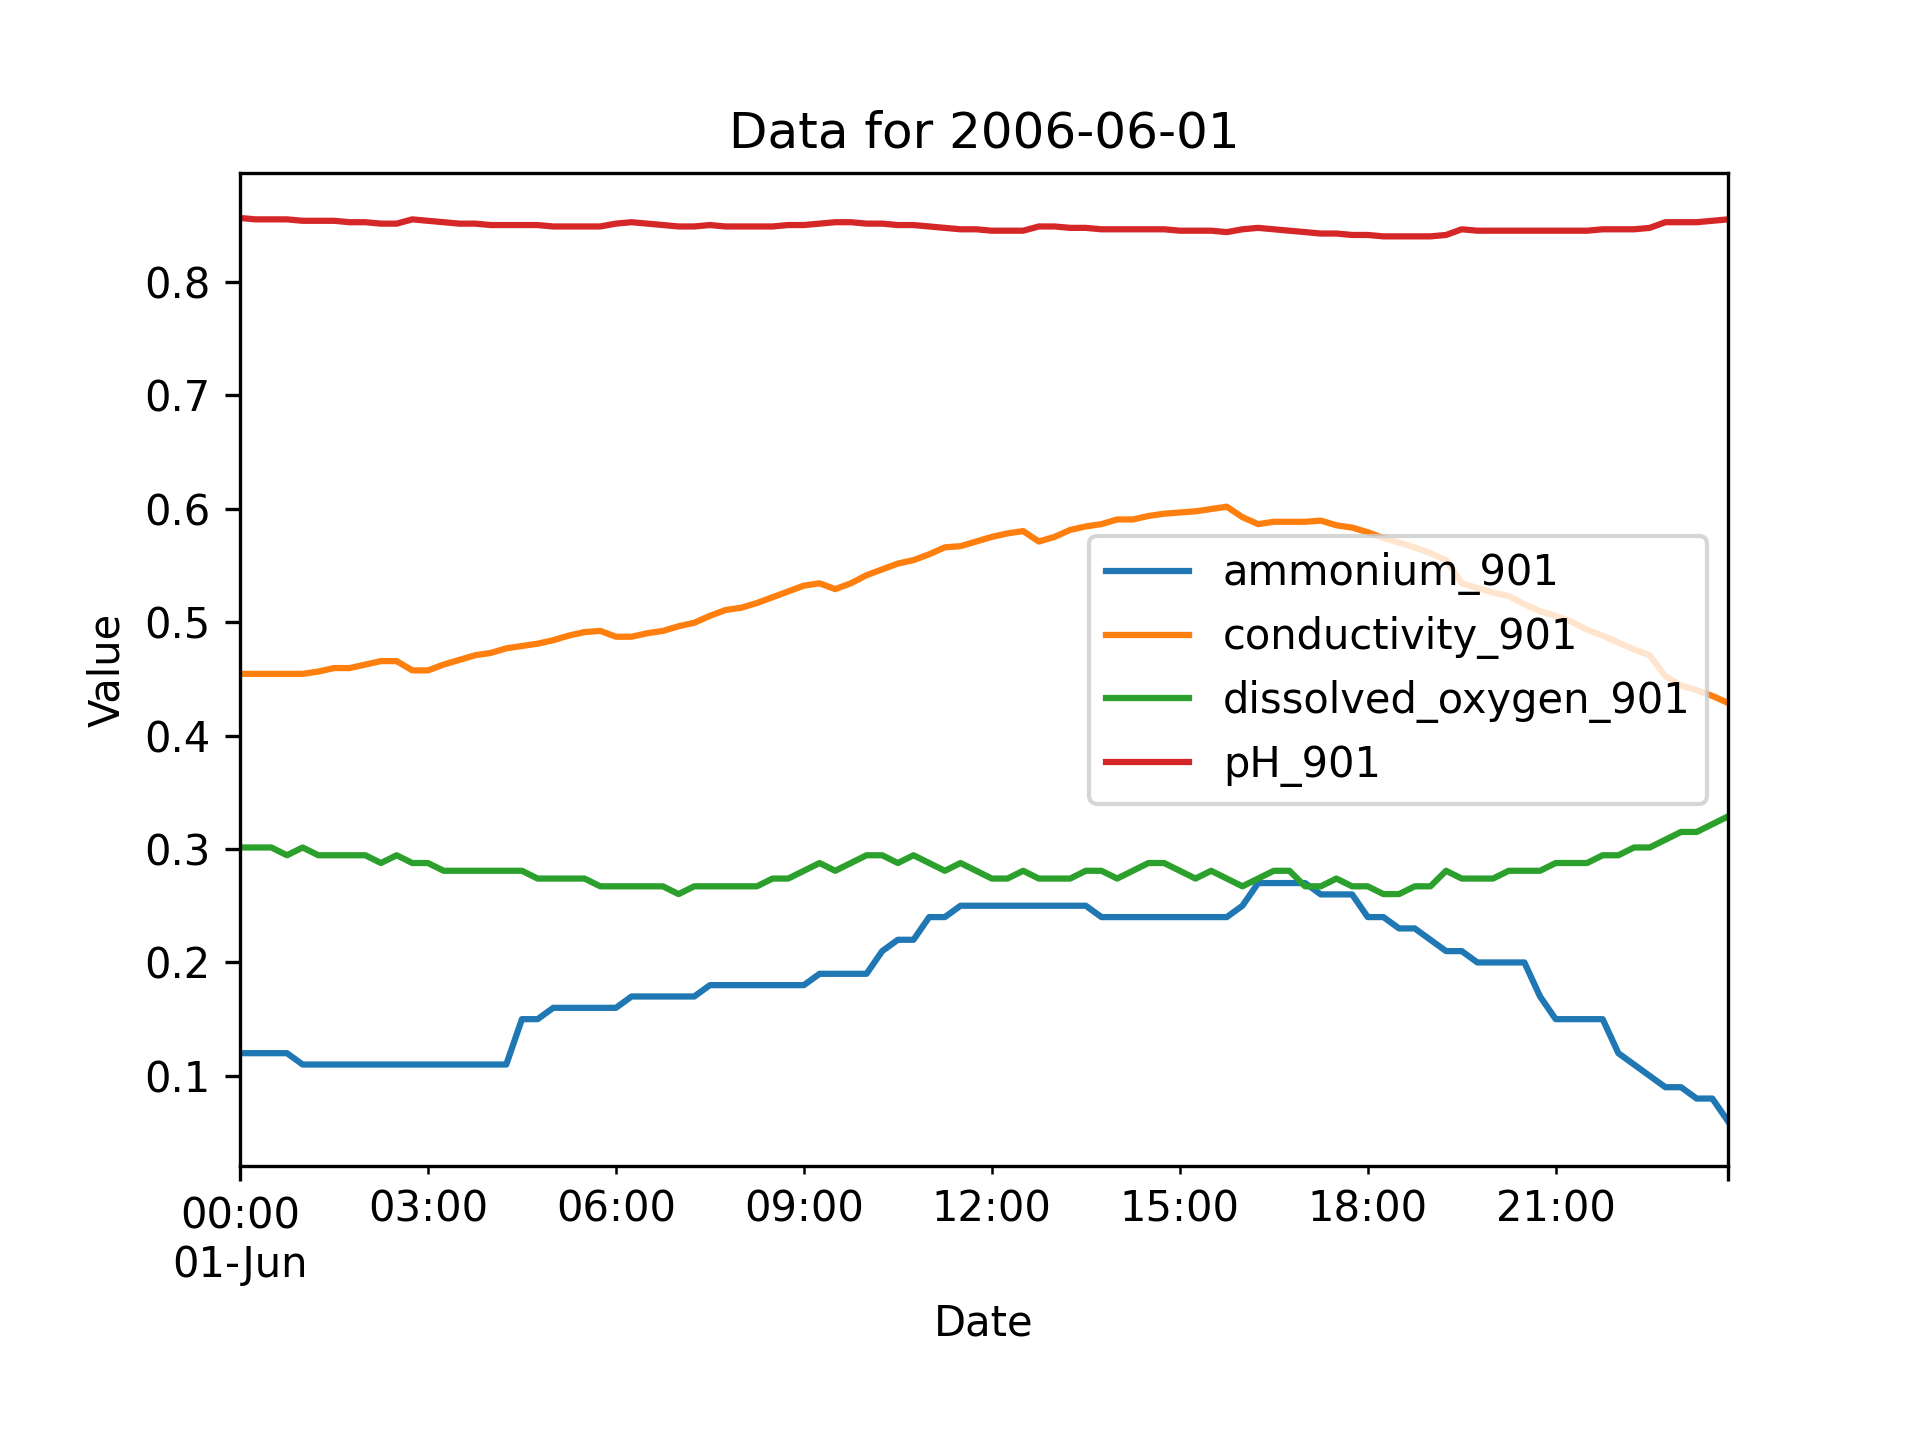 Data for 2006-06-01
Value
0.8
0.7
0.6
0.5
0.4
0.3
0.2
0.1
ammonium_901
conductivity_901
dissolved_oxygen_901
pH_901
00:00 03:00 06:00 09:00 12:00 15:00 18:00 21:00
01-Jun
Date